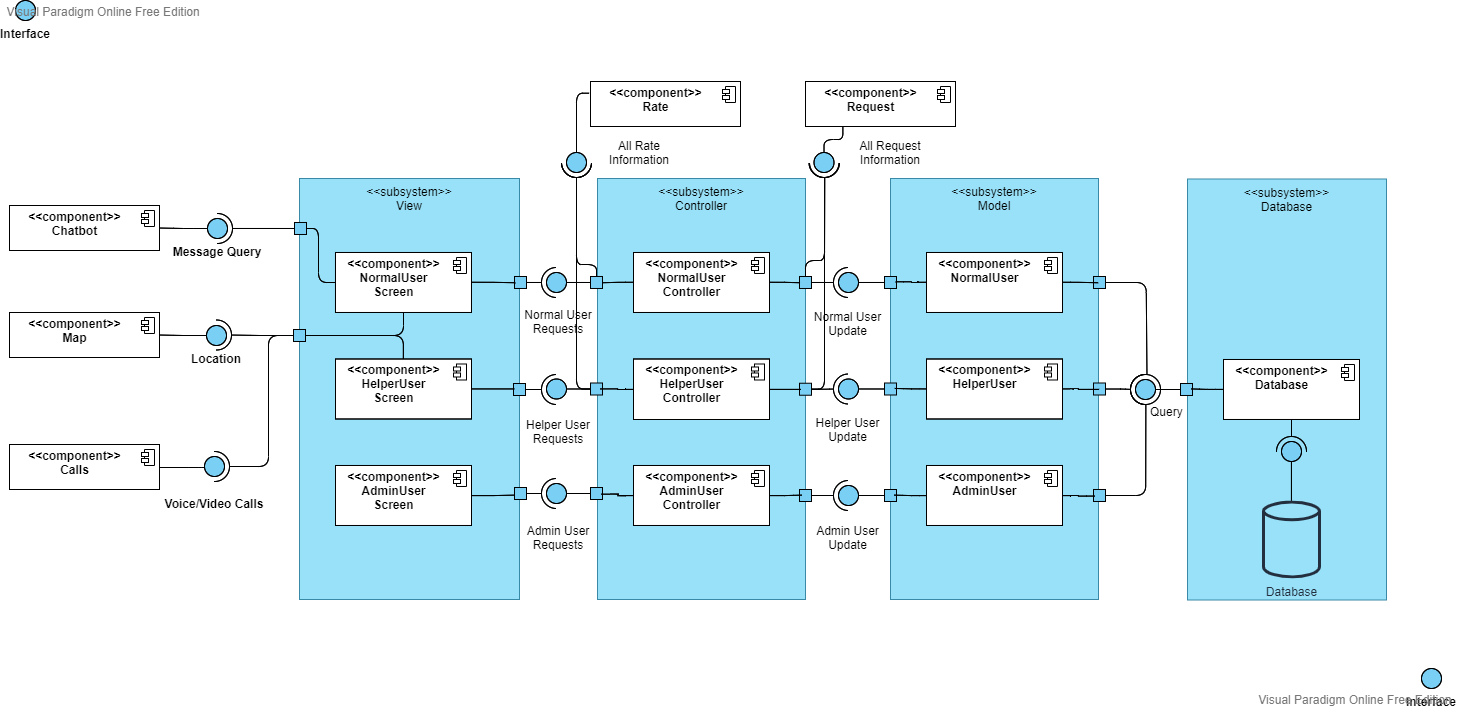 Visual Paradigm Online Free Edition
Interface
<<component>>
Rate
<<component>>
Request
All Rate
Information
All Request
Information
<<subsystem>>
View
<<subsystem>>
Controller
<<subsystem>>
Model
<<subsystem>>
Database
<<component>>
Chatbot
Message Query
<<component>>
NormalUser
Screen
Normal User
Requests
<<component>>
NormalUser
Controller
Normal User
Update
<<component>>
NormalUser
<<component>>
Map
Location
<<component>>
HelperUser
Screen
Helper User
Requests
<<component>>
HelperUser
Controller
Helper User
Update
<<component>>
HelperUser
Query
<<component>>
Database
<<component>>
Calls
Voice/Video Calls
<<component>>
AdminUser
Screen
Admin User
Requests
<<component>>
AdminUser
Controller
Admin User
Update
<<component>>
AdminUser
Database
Visual Paradigm Online Free Edition
Interface